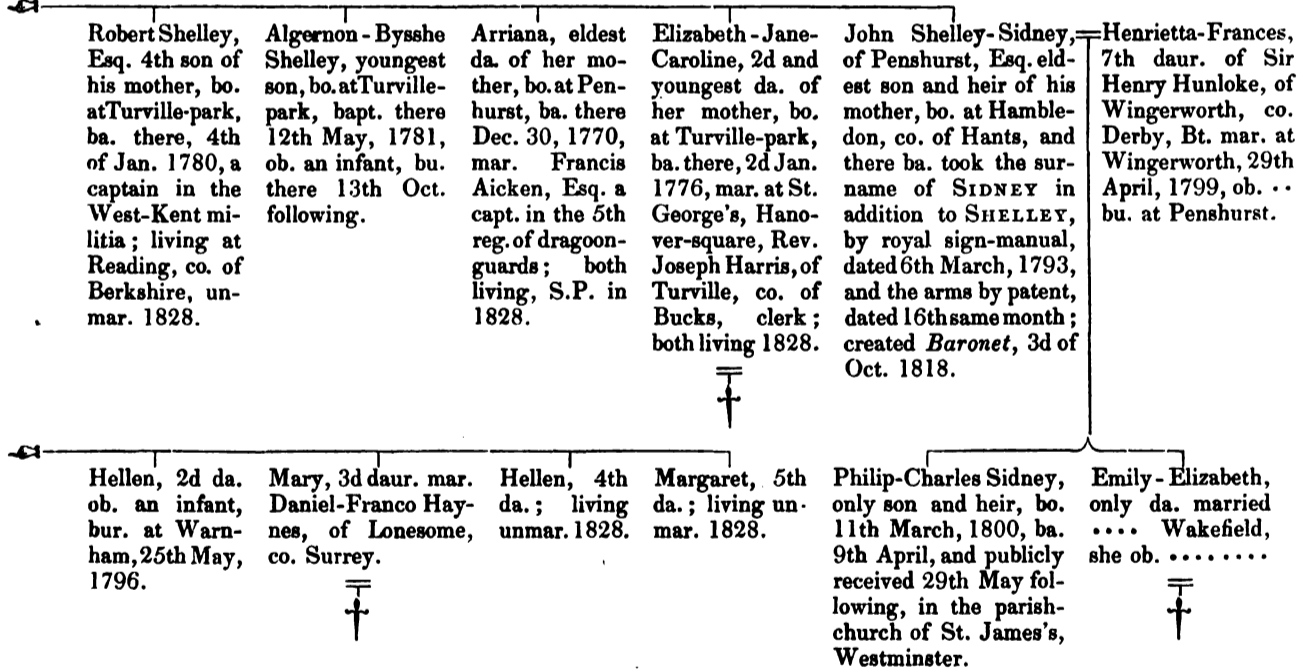 Robert Shelley,
Esq. 4th son of
his mother, bo.
at Turville-park,
ba. there, 4th
of Jan. 1780, a
captain in the
West-Kent mi-
litia; living at
Reading, co. of
Berkshire, un-
mar. 1828.
Algernon-Bysshe
Shelley, youngest
son, bo. at Turville-
park, bapt. there
12th May, 1781,
ob. an infant, bu.
there 13th Oct.
following.
Arriana, eldest
da. of her mo-
ther, bo. at Pen-
hurst, ba. there
Dec. 30, 1770,
mar. Francis
Aicken, Esq. a
capt. in the 5th
reg. of dragoon-
guards; both
living, S.P. in
1828.
Elizabeth-Jane-
Caroline, 2d and
youngest da. of
her mother, bo.
at Turville-park,
ba. there, 2d Jan.
1776, mar. at St.
George's, Hano-
ver-square, Rev.
Joseph Harris, of
Turville, co. of
Bucks, clerk;
both living 1828.
John Shelley-Sidney,
of Penshurst, Esq. eld-
est son and heir of his
mother, bo. at Hamble-
don, co. of Hants, and
there ba. took the sur-
name of SIDNEY in
addition to SHELLEY,
by royal sign-manual,
dated 6th March, 1793,
and the arms by patent,
dated 16th same month;
created Baronet, 3d of
Oct. 1818.
Henrietta-Frances,
7th daur. of Sir
Henry Hunloke, of
Wingerworth, co.
Derby, Bt. mar. at
Wingerworth, 29th
April, 1799, ob. ··
bu. at Penshurst.
Hellen, 2d da.
ob. an infant,
bur. at Warn-
ham, 25th May,
1796.
Mary, 3d daur. mar.
Daniel-Franco Hay-
nes, of Lonesome,
co. Surrey.
Hellen, 4th
da.; living
unmar. 1828.
Margaret, 5th
da.; living un-
mar. 1828.
Philip-Charles Sidney,
only son and heir, bo.
11th March, 1800, ba.
9th April, and publicly
received 29th May fol-
lowing, in the parish-
church of St. James's,
Westminster.
Emily-Elizabeth,
only da. married
···· Wakefield,
she ob. ········